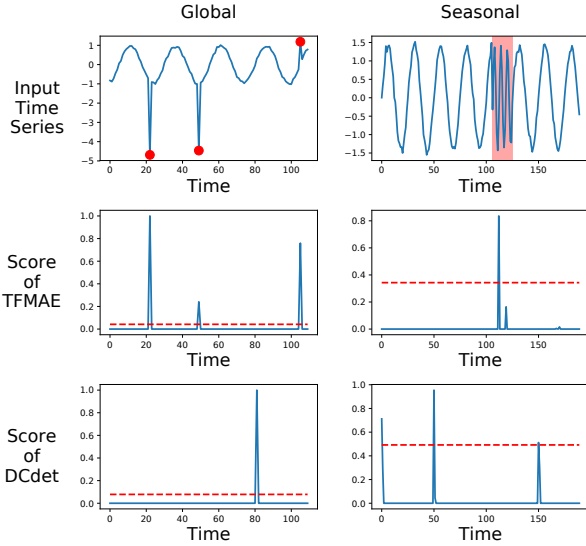 Global
Seasonal
Input
Time
Series
1
0
−1
−2
−3
−4
−5
0 20 40 60 80 100
Time
1.5
1.0
0.5
0.0
−0.5
−1.0
−1.5
0 50 100 150
Time
Score
of
TFMAE
1.0
0.8
0.6
0.4
0.2
0.0
0 20 40 60 80 100
Time
0.8
0.6
0.4
0.2
0.0
0 50 100 150
Time
Score
of
DCdet
1.0
0.8
0.6
0.4
0.2
0.0
0 20 40 60 80 100
Time
1.0
0.8
0.6
0.4
0.2
0.0
0 50 100 150
Time